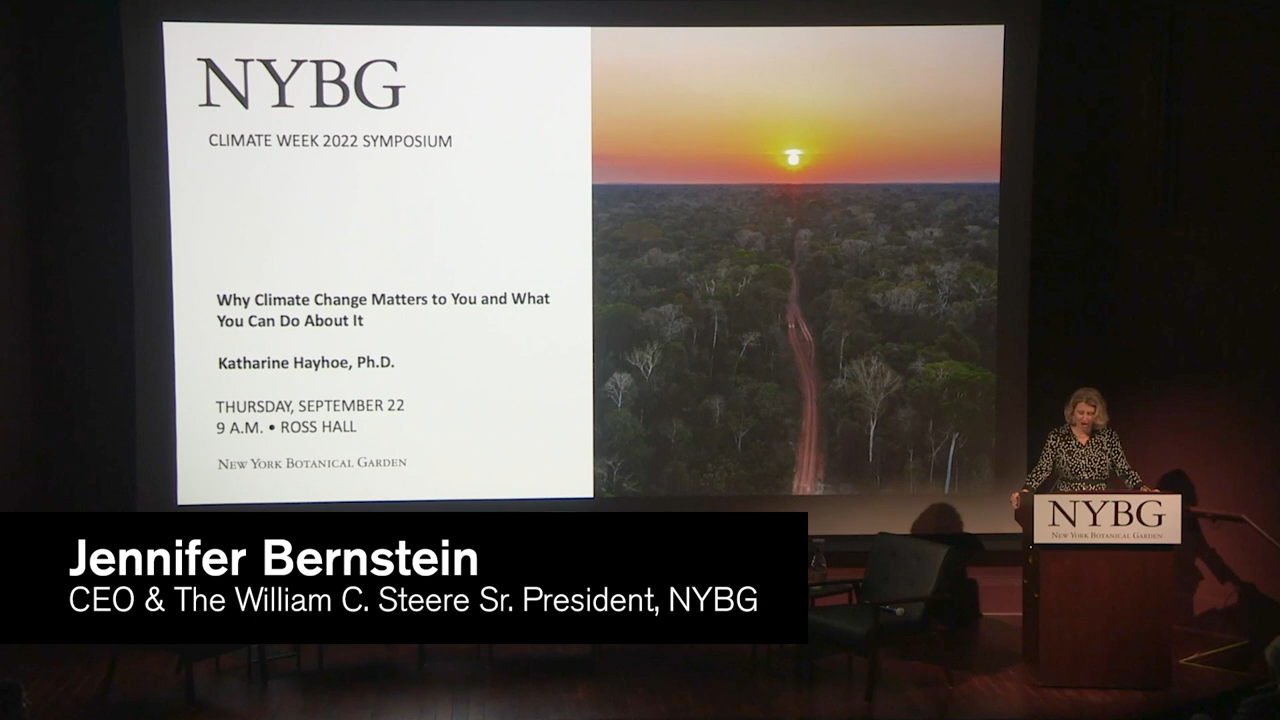 NYBG
CLIMATE WEEK 2022 SYMPOSIUM
Why Climate Change Matters to You and What
You Can Do About It
Katharine Hayhoe, Ph.D.
THURSDAY, SEPTEMBER 22
9 A.M. • ROSS HALL
NEW YORK BOTANICAL GARDEN
NYBG
NEW YORK BOTANICAL GARDEN
Jennifer Bernstein
CEO & The William C. Steere Sr. President, NYBG